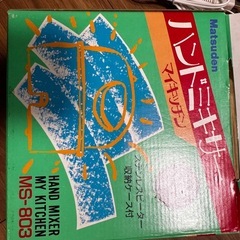 Matsuden
ハンドミキサ
マイキッチン
ステンレスビーター
収納ケース付
HAND MIXER
MY KITCHEN
MS-803